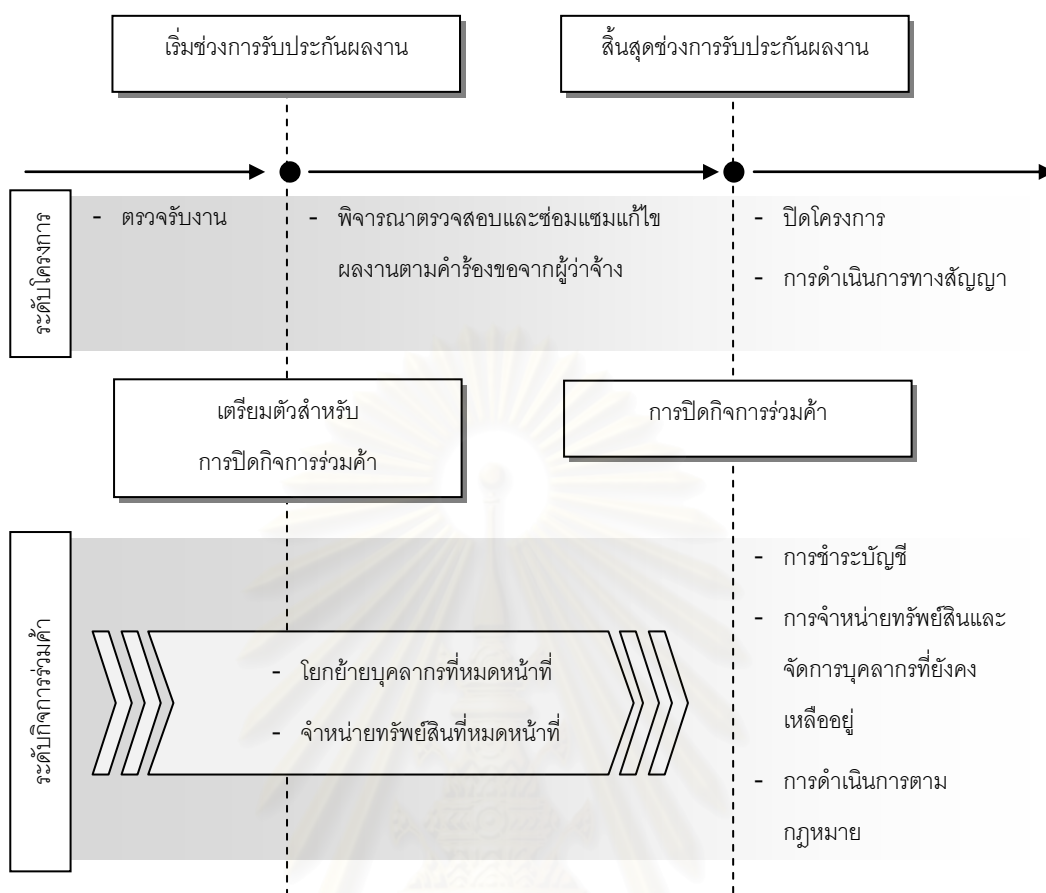 เริ่มช่วงการรับประกันผลงาน
สิ้นสุดช่วงการรับประกันผลงาน
ระดับโครงการ
- ตรวจรับงาน
- พิจารณาตรวจสอบและซ่อมแซมแก้ไข
ผลงานตามคำร้องขอจากผู้ว่าจ้าง
- ปิดโครงการ
- การดำเนินการทางสัญญา
เตรียมตัวสำหรับ
การปิดกิจการร่วมค้า
การปิดกิจการร่วมค้า
ระดับกิจการร่วมค้า
- โยกย้ายบุคลากรที่หมดหน้าที่
- จำหน่ายทรัพย์สินที่หมดหน้าที่
- การชำระบัญชี
- การจำหน่ายทรัพย์สินและ
จัดการบุคลากรที่ยังคง
เหลืออยู่
- การดำเนินการตาม
กฎหมาย